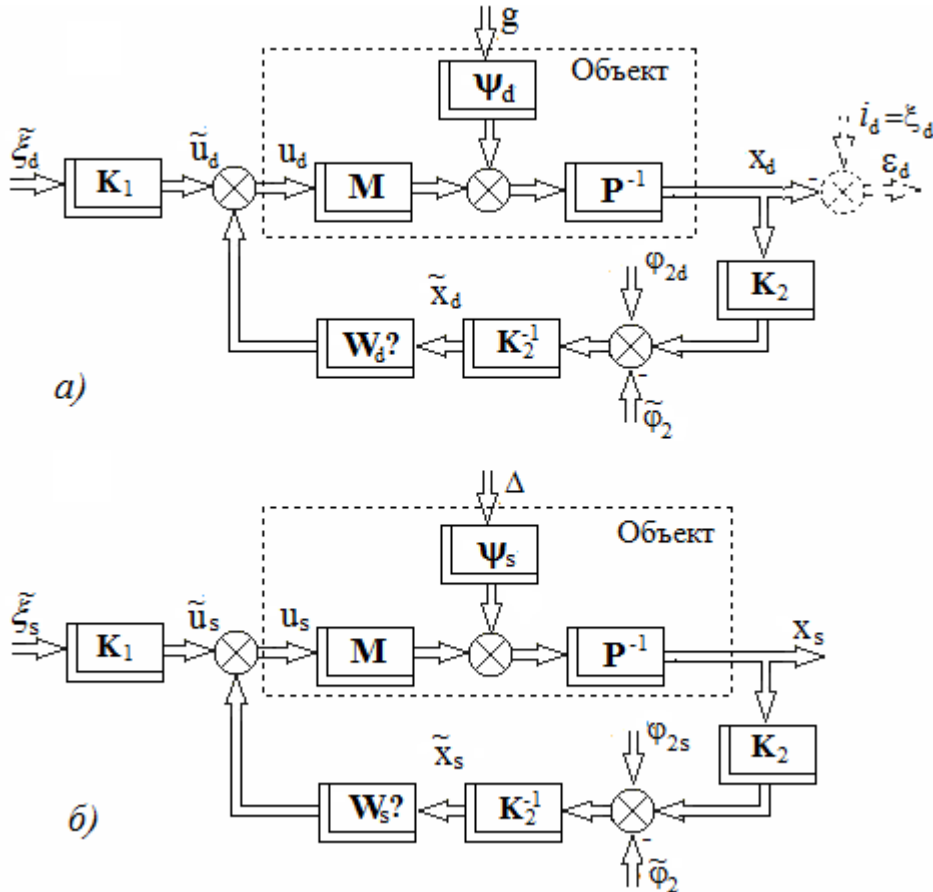 g
Объект
Ψd
ĩd=ξd
ξ̃d
ũd
ud
xd
εd
-
K1
M
P⁻¹
φ2d
K2
x̃d
Wd?
K2⁻¹
-
а)
φ̃2
Δ
Объект
Ψs
ξ̃s
ũs
us
xs
K1
M
P⁻¹
φ2s
K2
x̃s
Ws?
K2⁻¹
-
б)
φ̃2